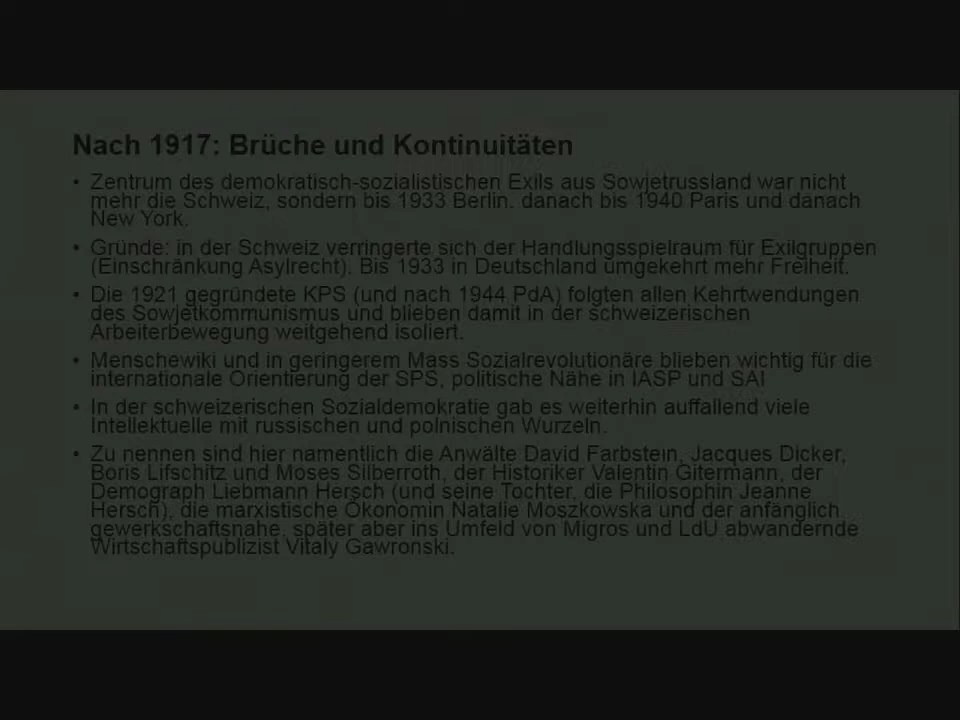 Nach 1917: Brüche und Kontinuitäten
• Zentrum des demokratisch-sozialistischen Exils aus Sowjetrussland war nicht
mehr die Schweiz, sondern bis 1933 Berlin. danach bis 1940 Paris und danach
New York.
• Gründe: in der Schweiz verringerte sich der Handlungsspielraum für Exilgruppen
(Einschränkung Asylrecht). Bis 1933 in Deutschland umgekehrt mehr Freiheit.
• Die 1921 gegründete KPS (und nach 1944 PdA) folgten allen Kehrtwendungen
des Sowjetkommunismus und blieben damit in der schweizerischen
Arbeiterbewegung weitgehend isoliert.
• Menschewiki und in geringerem Mass Sozialrevolutionäre blieben wichtig für die
internationale Orientierung der SPS, politische Nähe in IASP und SAI
• In der schweizerischen Sozialdemokratie gab es weiterhin auffallend viele
Intellektuelle mit russischen und polnischen Wurzeln.
• Zu nennen sind hier namentlich die Anwälte David Farbstein, Jacques Dicker,
Boris Lifschitz und Moses Silberroth, der Historiker Valentin Gitermann, der
Demograph Liebmann Hersch (und seine Tochter, die Philosophin Jeanne
Hersch), die marxistische Ökonomin Natalie Moszkowska und der anfänglich
gewerkschaftsnahe, später aber ins Umfeld von Migros und LdU abwandernde
Wirtschaftspublizist Vitaly Gawronski.